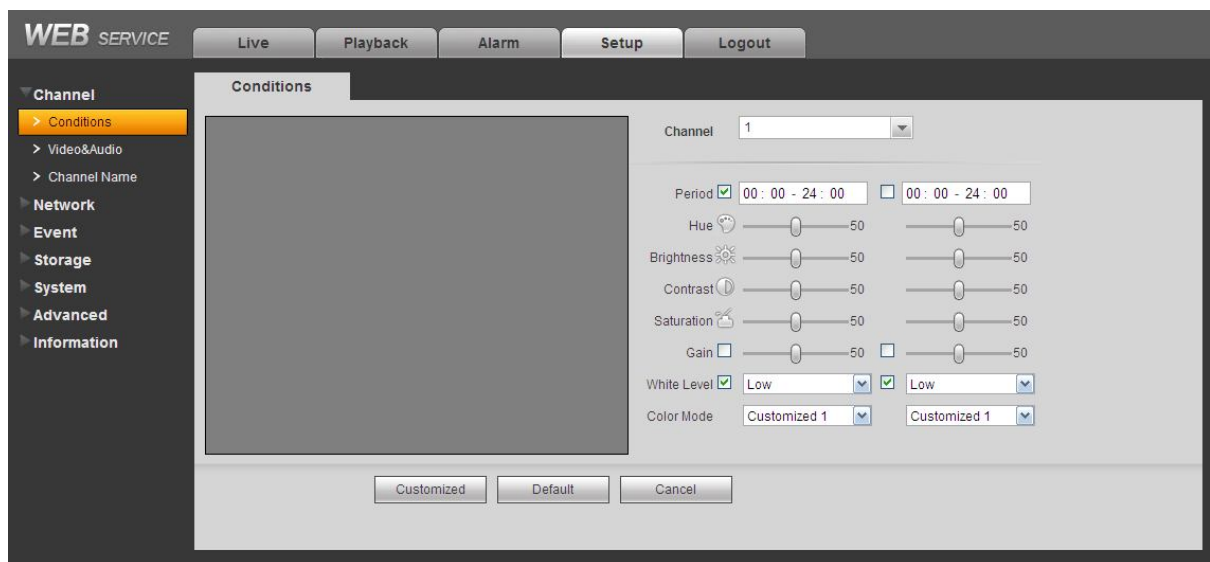 WEB SERVICE
Live Playback Alarm Setup Logout
Channel
> Conditions
> Video&Audio
> Channel Name
Network
Event
Storage
System
Advanced
Information
Conditions
Channel 1
Period 00 : 00 - 24 : 00 00 : 00 - 24 : 00
Hue 50 50
Brightness 50 50
Contrast 50 50
Saturation 50 50
Gain 50 50
White Level Low Low
Color Mode Customized 1 Customized 1
Customized Default Cancel